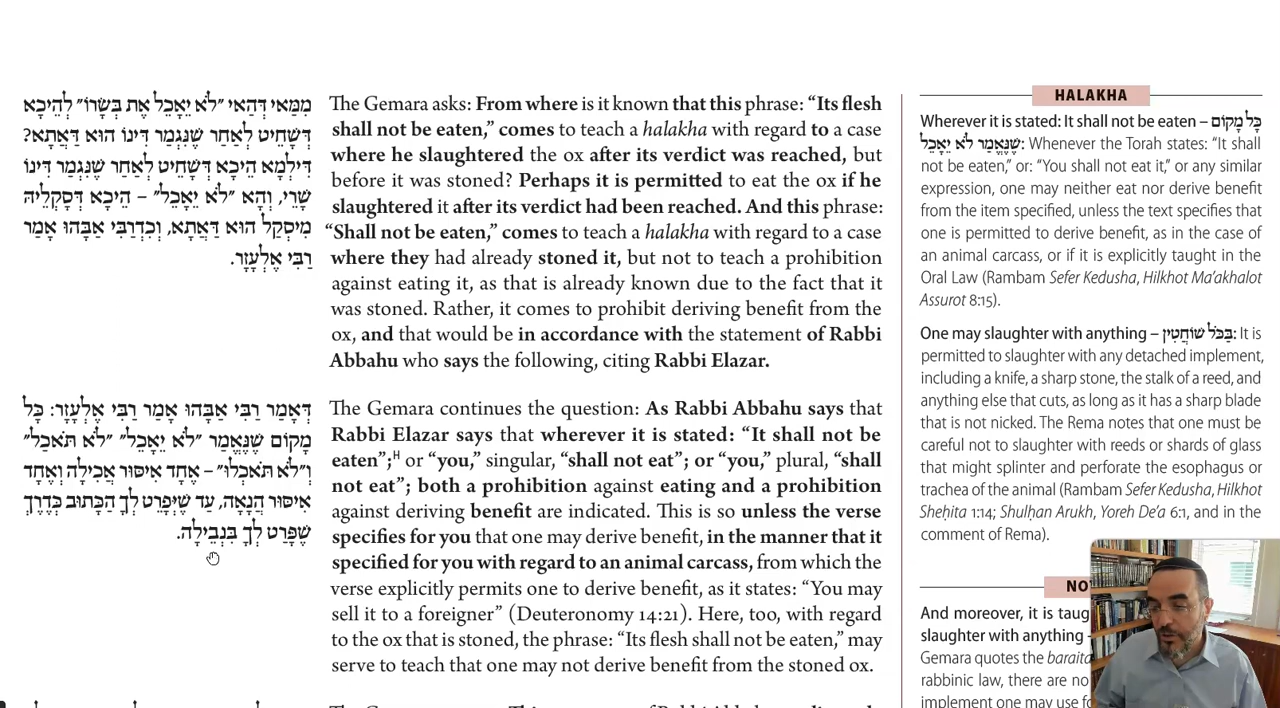 מִמַּאי דְּהַאי ״לֹא יֵאָכֵל אֶת בְּשָׂרוֹ״ לְהֵיכָא
דְּשָׁחֵיט לְאַחַר שֶׁנִּגְמַר דִּינוֹ הוּא דַּאֲתָא?
דִּילְמָא הֵיכָא דְּשָׁחֵיט לְאַחַר שֶׁנִּגְמַר דִּינוֹ
שָׁרֵי, וְהָא ״לֹא יֵאָכֵל״ – הֵיכָא דְּסַקְלֵיהּ
מִיסְקַל הוּא דַּאֲתָא, וְכִדְרַבִּי אַבָּהוּ אָמַר
רַבִּי אֶלְעָזָר.
The Gemara asks: From where is it known that this phrase: “Its flesh
shall not be eaten,” comes to teach a halakha with regard to a case
where he slaughtered the ox after its verdict was reached, but
before it was stoned? Perhaps it is permitted to eat the ox if he
slaughtered it after its verdict had been reached. And this phrase:
“Shall not be eaten,” comes to teach a halakha with regard to a case
where they had already stoned it, but not to teach a prohibition
against eating it, as that is already known due to the fact that it
was stoned. Rather, it comes to prohibit deriving benefit from the
ox, and that would be in accordance with the statement of Rabbi
Abbahu who says the following, citing Rabbi Elazar.
דְּאָמַר רַבִּי אַבָּהוּ אָמַר רַבִּי אֶלְעָזָר: כָּל
מָקוֹם שֶׁנֶּאֱמַר ״לֹא יֵאָכֵל״ ״לֹא תֹּאכַל״
וְ״לֹא תֹּאכְלוּ״ – אֶחָד אִיסּוּר אֲכִילָה וְאֶחָד
אִיסּוּר הֲנָאָה, עַד שֶׁיִּפְרֹט לְךָ הַכָּתוּב כְּדֶרֶךְ
שֶׁפָּרַט לְךָ בִּנְבֵילָה.
The Gemara continues the question: As Rabbi Abbahu says that
Rabbi Elazar says that wherever it is stated: “It shall not be
eaten”;H or “you,” singular, “shall not eat”; or “you,” plural, “shall
not eat”; both a prohibition against eating and a prohibition
against deriving benefit are indicated. This is so unless the verse
specifies for you that one may derive benefit, in the manner that it
specified for you with regard to an animal carcass, from which the
verse explicitly permits one to derive benefit, as it states: “You may
sell it to a foreigner” (Deuteronomy 14:21). Here, too, with regard
to the ox that is stoned, the phrase: “Its flesh shall not be eaten,” may
serve to teach that one may not derive benefit from the stoned ox.
HALAKHA
Wherever it is stated: It shall not be eaten – כָּל מָקוֹם
שֶׁנֶּאֱמַר לֹא יֵאָכֵל: Whenever the Torah states: “It shall
not be eaten,” or: “You shall not eat it,” or any similar
expression, one may neither eat nor derive benefit
from the item specified, unless the text specifies that
one is permitted to derive benefit, as in the case of
an animal carcass, or if it is explicitly taught in the
Oral Law (Rambam Sefer Kedusha, Hilkhot Ma’akhalot
Assurot 8:15).
One may slaughter with anything – בַּכֹּל שׁוֹחֲטִין: It is
permitted to slaughter with any detached implement,
including a knife, a sharp stone, the stalk of a reed, and
anything else that cuts, as long as it has a sharp blade
that is not nicked. The Rema notes that one must be
careful not to slaughter with reeds or shards of glass
that might splinter and perforate the esophagus or
trachea of the animal (Rambam Sefer Kedusha, Hilkhot
Sheḥita 1:14; Shulḥan Arukh, Yoreh De’a 6:1, and in the
comment of Rema).
And moreover, it is taug
slaughter with anything
Gemara quotes the barait
rabbinic law, there are no
implement one may use fo